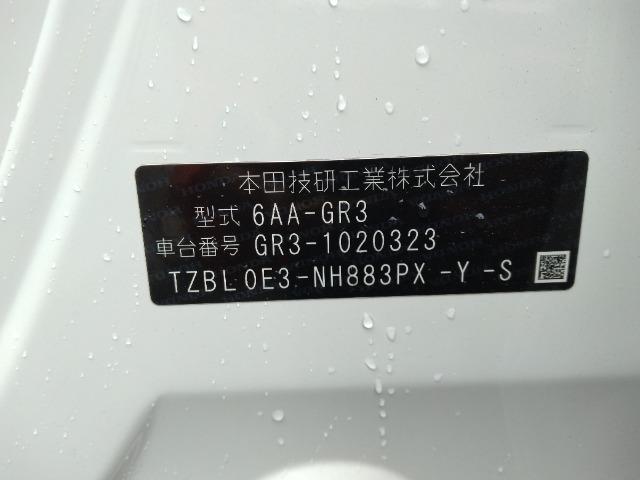 本田技研工業株式会社
型式 6AA-GR3
車台番号 GR3-1020323
TZBL0E3-NH883PX-Y-S